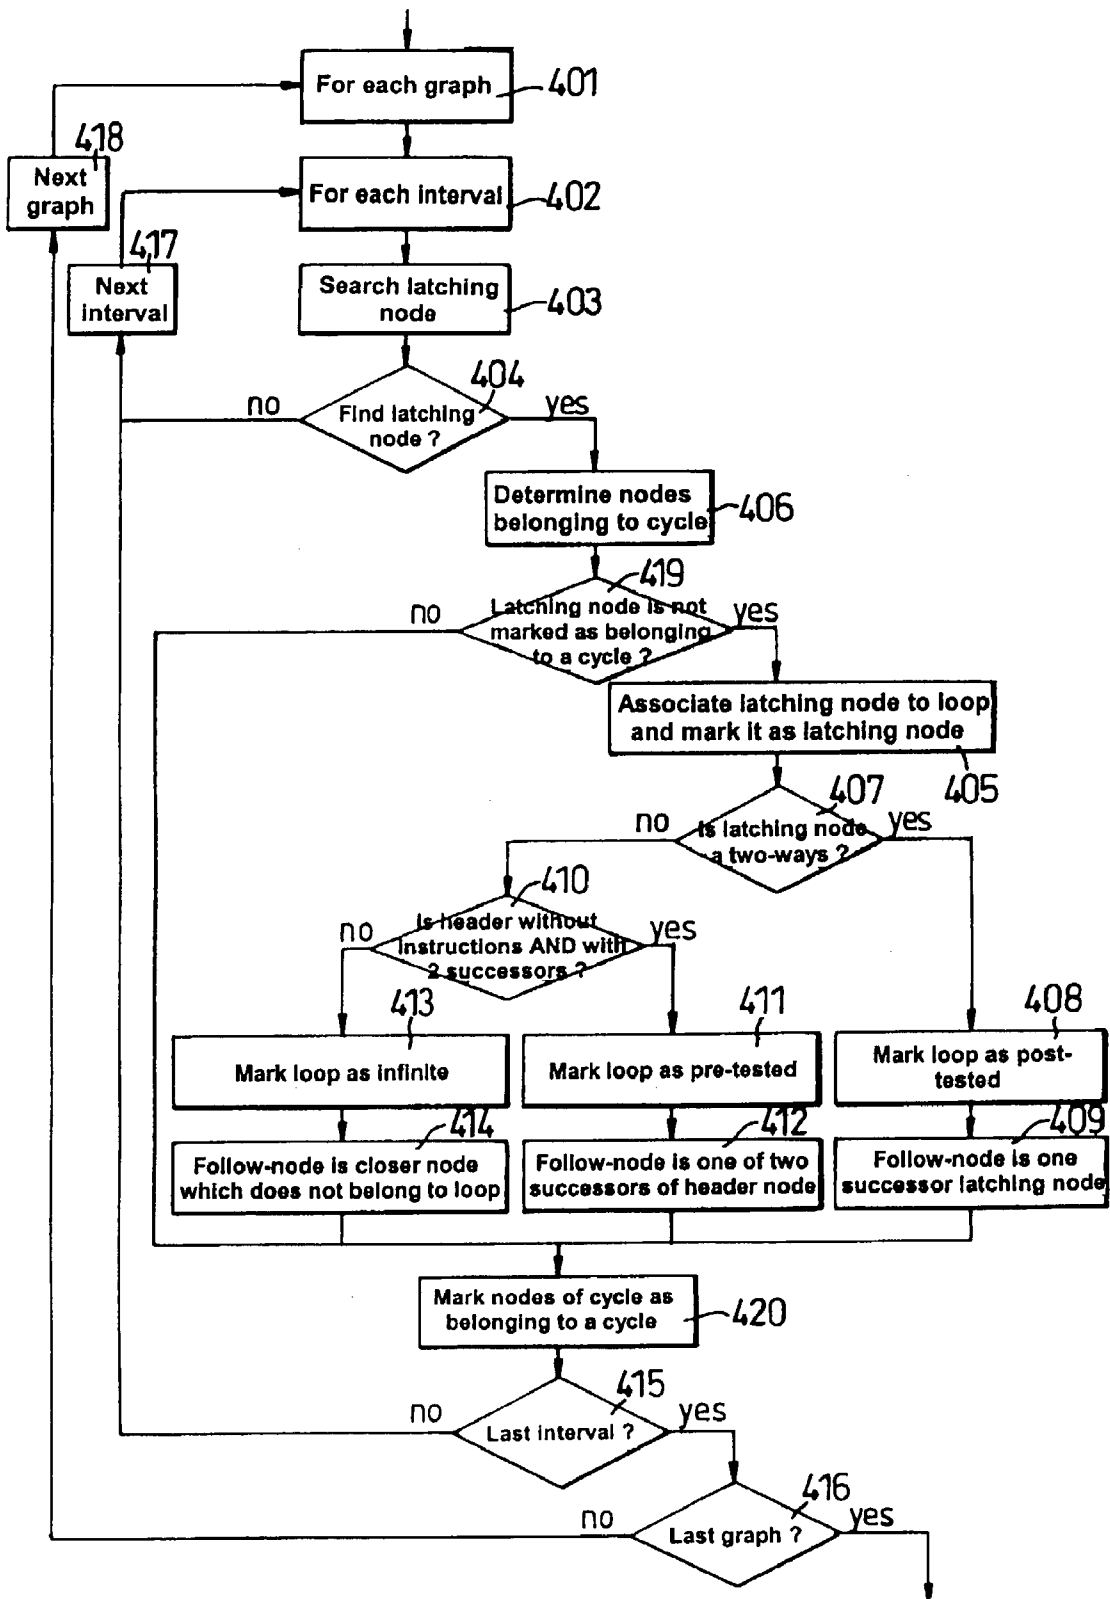 For each graph
401
418
Next
graph
For each interval
402
417
Next
interval
Search latching
node
403
404
no
yes
Find latching
node ?
Determine nodes
belonging to cycle
406
419
no
yes
Latching node is not
marked as belonging
to a cycle ?
Associate latching node to loop
and mark it as latching node
405
407
no
yes
Is latching node
a two-ways ?
410
no
yes
Is header without
instructions AND with
2 successors ?
413
411
408
Mark loop as infinite
Mark loop as pre-tested
Mark loop as post-
tested
414
412
409
Follow-node is closer node
which does not belong to loop
Follow-node is one of two
successors of header node
Follow-node is one
successor latching node
Mark nodes of cycle as
belonging to a cycle
420
415
no
yes
Last interval ?
416
no
yes
Last graph ?